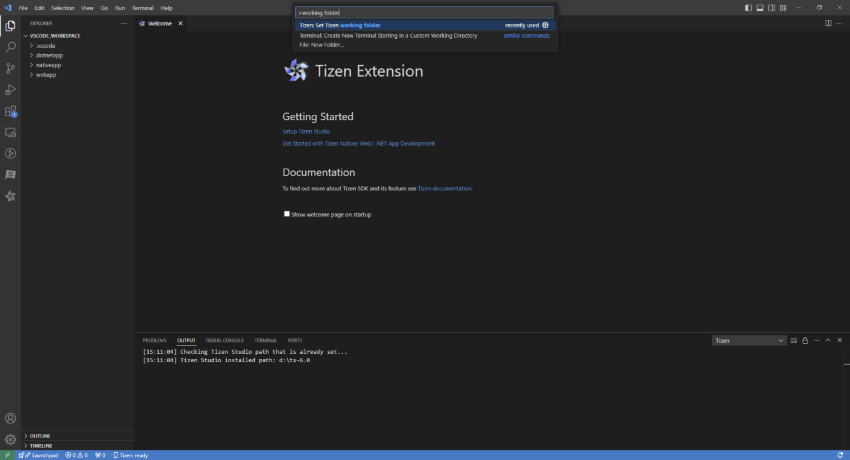 File Edit Selection View Go Run Terminal Help
>working folder
Tizen: Set Tizen working folder recently used
Terminal: Create New Terminal Starting in a Custom Working Directory similar commands
File: New Folder...
EXPLORER ...
Welcome
VSCODE_WORKSPACE
.vscode
dotnetapp
nativeapp
webapp
Tizen Extension
Getting Started
Setup Tizen Studio
Get Started with Tizen Native/ Web/ .NET App Development
Documentation
To find out more about Tizen SDK and its feature see Tizen documentation
Show welcome page on startup
PROBLEMS OUTPUT DEBUG CONSOLE TERMINAL PORTS Tizen
[15:11:04] Checking Tizen Studio path that is already set...
[15:11:04] Tizen Studio installed path: d:\ts-6.0
OUTLINE
TIMELINE
Launchpad 0 0 0 Tizen: ready